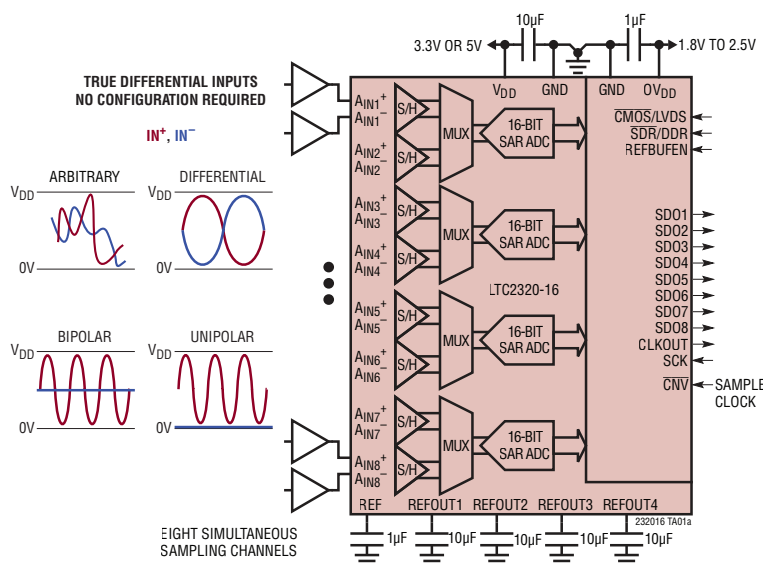 10µF
1µF
3.3V OR 5V
1.8V TO 2.5V
TRUE DIFFERENTIAL INPUTS
NO CONFIGURATION REQUIRED
IN+, IN−
VDD
GND
GND
OVDD
AIN1+
AIN1−
S/H
AIN2+
AIN2−
S/H
MUX
16-BIT
SAR ADC
CMOS/LVDS
SDR/DDR
REFBUFEN
ARBITRARY
DIFFERENTIAL
VDD
VDD
0V
0V
AIN3+
AIN3−
S/H
AIN4+
AIN4−
S/H
MUX
16-BIT
SAR ADC
LTC2320-16
SDO1
SDO2
SDO3
SDO4
SDO5
SDO6
SDO7
SDO8
CLKOUT
SCK
CNV
SAMPLE
CLOCK
BIPOLAR
UNIPOLAR
VDD
VDD
0V
0V
AIN5+
AIN5−
S/H
AIN6+
AIN6−
S/H
MUX
16-BIT
SAR ADC
AIN7+
AIN7−
S/H
AIN8+
AIN8−
S/H
MUX
16-BIT
SAR ADC
REF
REFOUT1
REFOUT2
REFOUT3
REFOUT4
232016 TA01a
1µF
10µF
10µF
10µF
10µF
EIGHT SIMULTANEOUS
SAMPLING CHANNELS